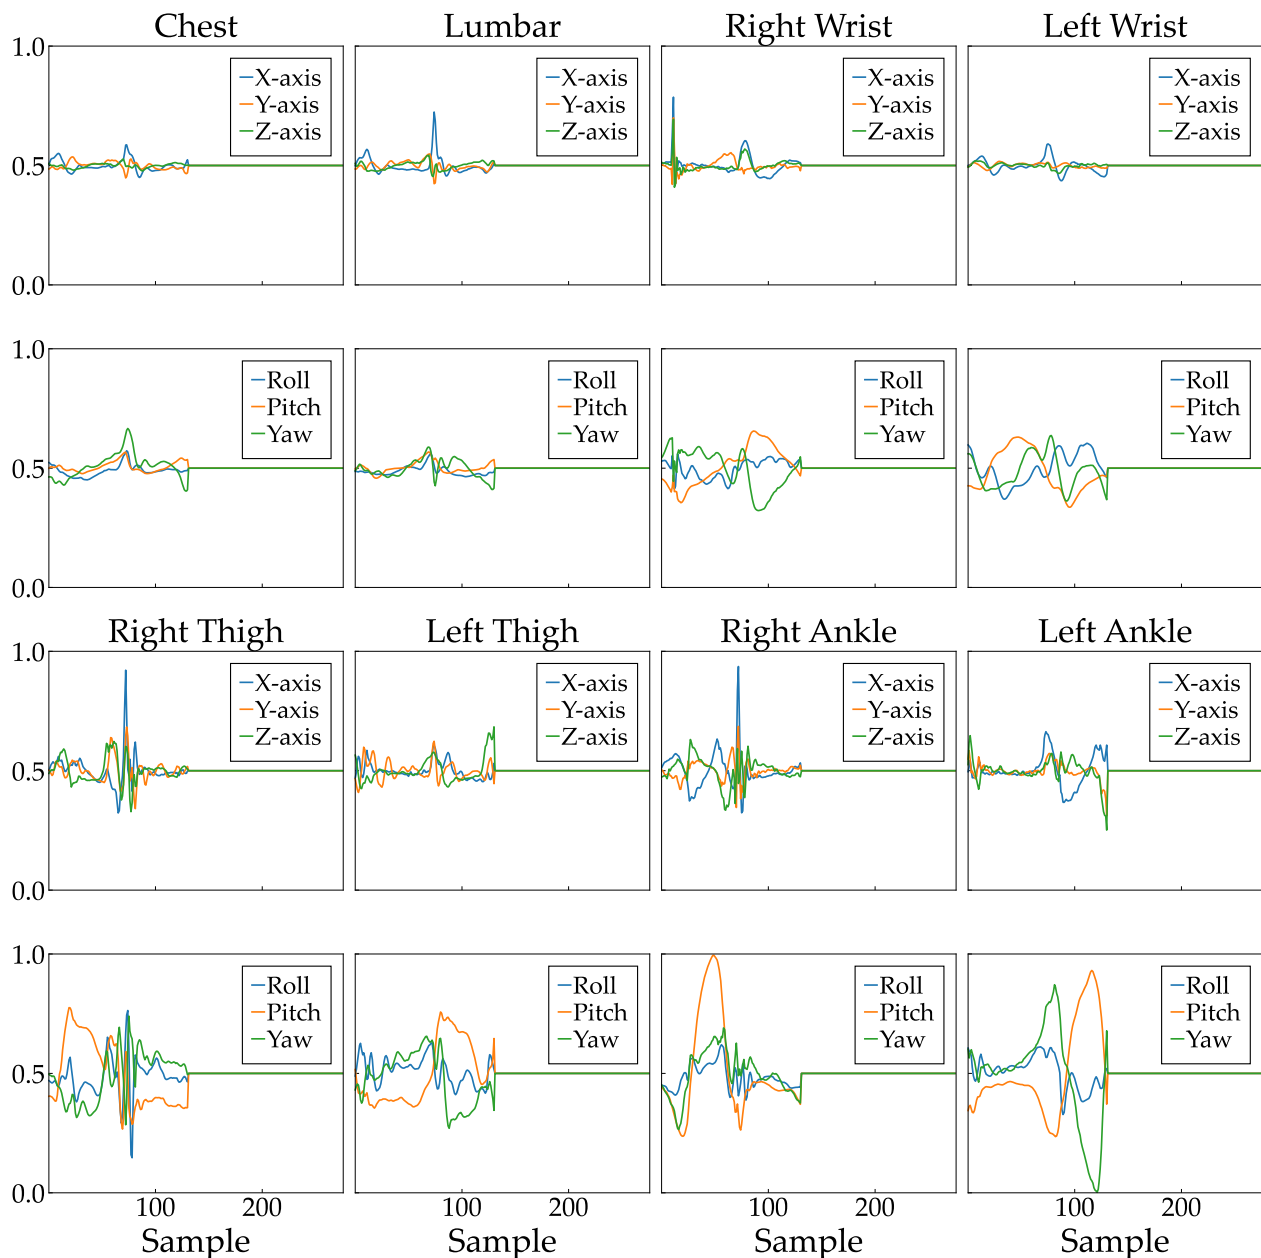 Chest Lumbar Right Wrist Left Wrist
1.0
X-axis X-axis X-axis X-axis
Y-axis Y-axis Y-axis Y-axis
Z-axis Z-axis Z-axis Z-axis
0.5
0.0
1.0
Roll Roll Roll Roll
Pitch Pitch Pitch Pitch
Yaw Yaw Yaw Yaw
0.5
0.0
Right Thigh Left Thigh Right Ankle Left Ankle
1.0
X-axis X-axis X-axis X-axis
Y-axis Y-axis Y-axis Y-axis
Z-axis Z-axis Z-axis Z-axis
0.5
0.0
1.0
Roll Roll Roll Roll
Pitch Pitch Pitch Pitch
Yaw Yaw Yaw Yaw
0.5
0.0
100 200 100 200 100 200 100 200
Sample Sample Sample Sample